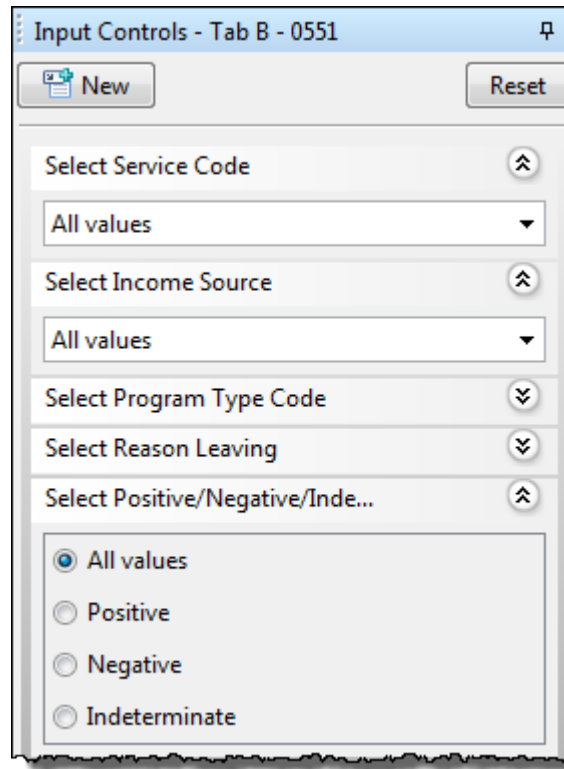 Input Controls - Tab B - 0551
New Reset
Select Service Code
All values
Select Income Source
All values
Select Program Type Code
Select Reason Leaving
Select Positive/Negative/Inde...
All values
Positive
Negative
Indeterminate